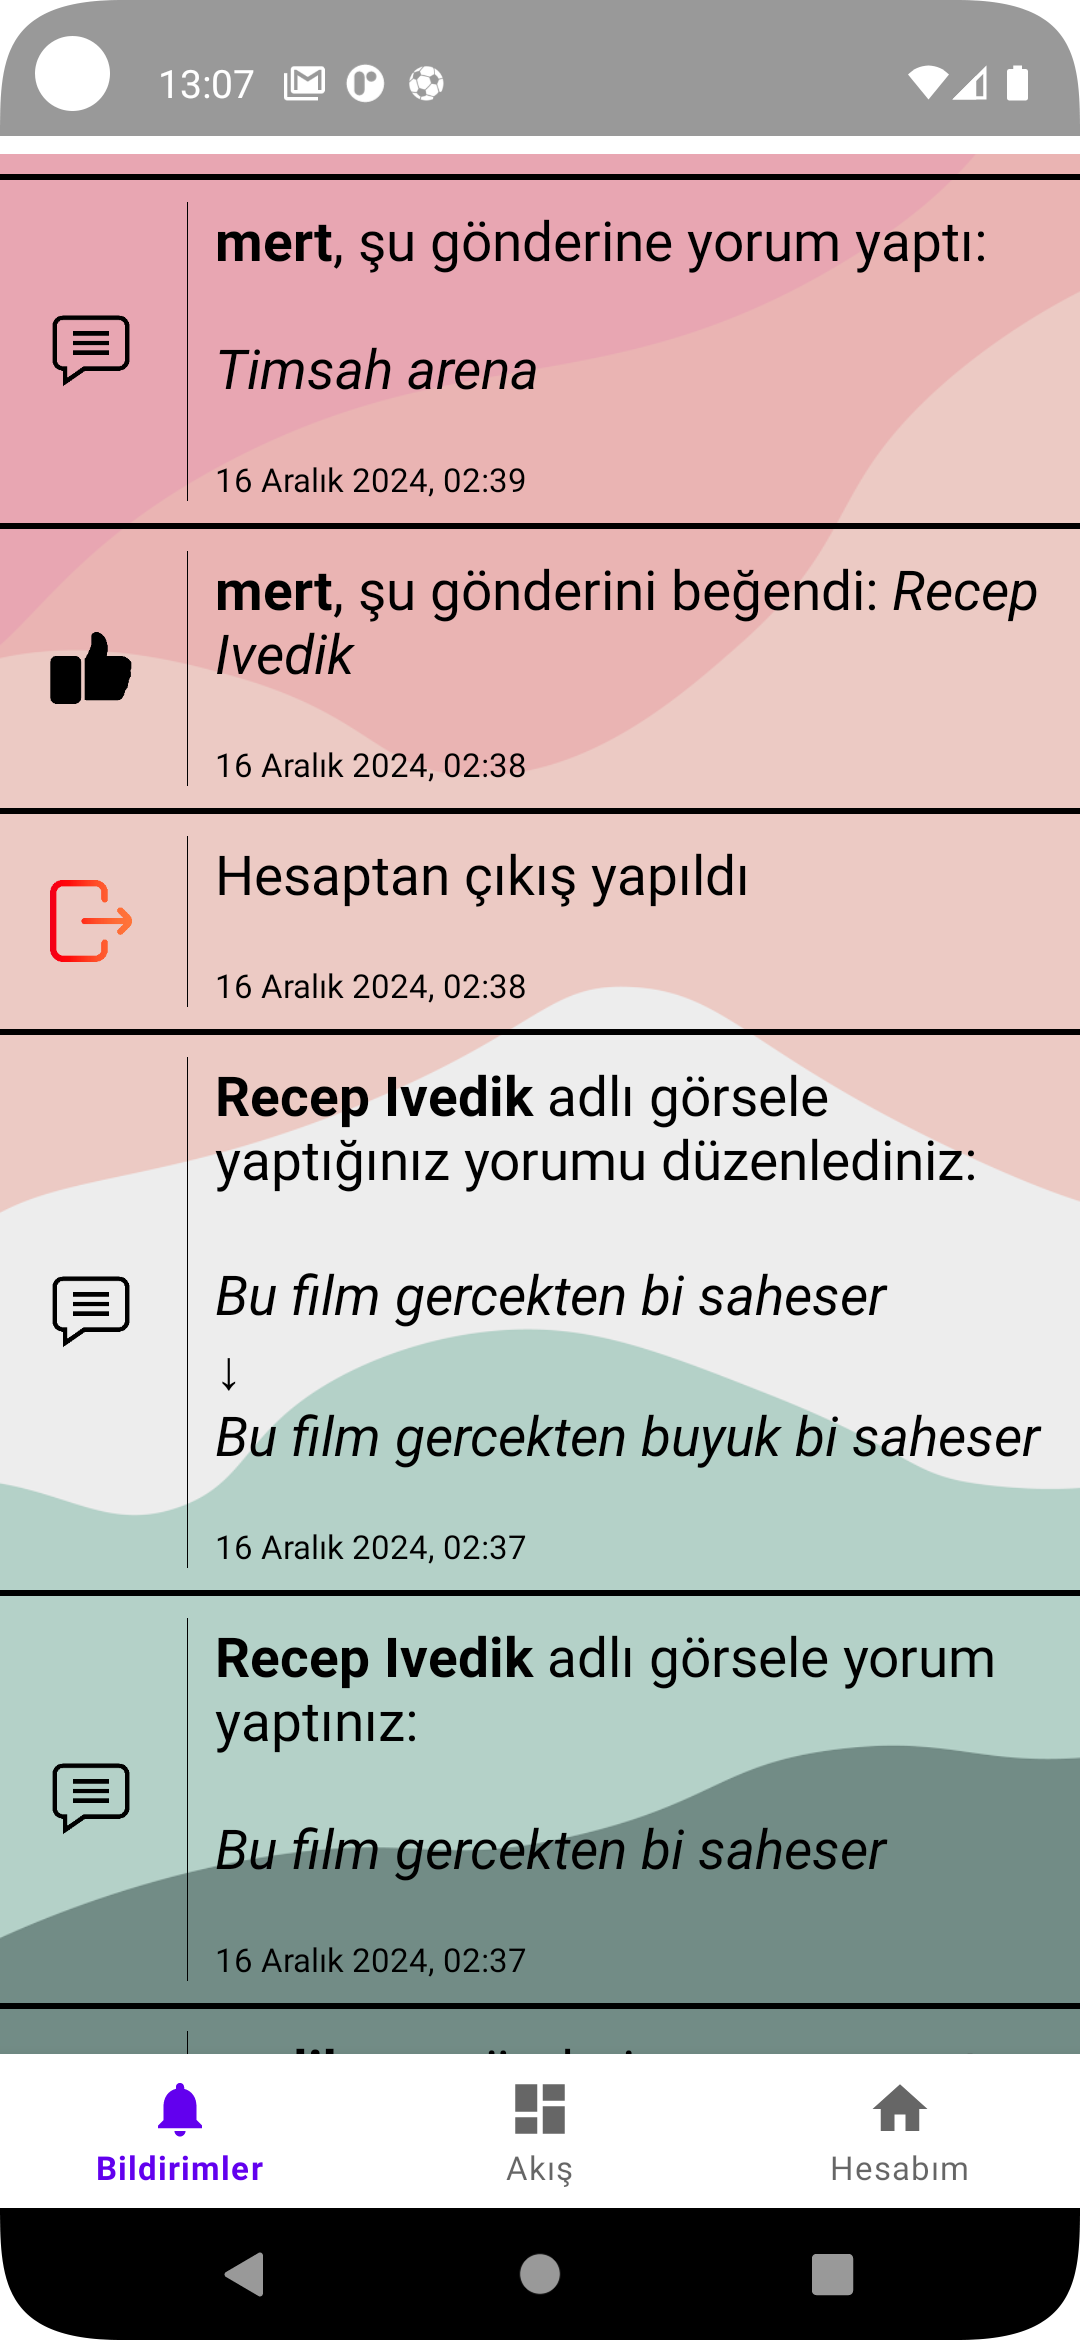 13:07
mert, şu gönderine yorum yaptı:
Timsah arena
16 Aralık 2024, 02:39
mert, şu gönderini beğendi: Recep
Ivedik
16 Aralık 2024, 02:38
Hesaptan çıkış yapıldı
16 Aralık 2024, 02:38
Recep Ivedik adlı görsele
yaptığınız yorumu düzenlediniz:
Bu film gercekten bi saheser
↓
Bu film gercekten buyuk bi saheser
16 Aralık 2024, 02:37
Recep Ivedik adlı görsele yorum
yaptınız:
Bu film gercekten bi saheser
16 Aralık 2024, 02:37
Bildirimler
Akış
Hesabım